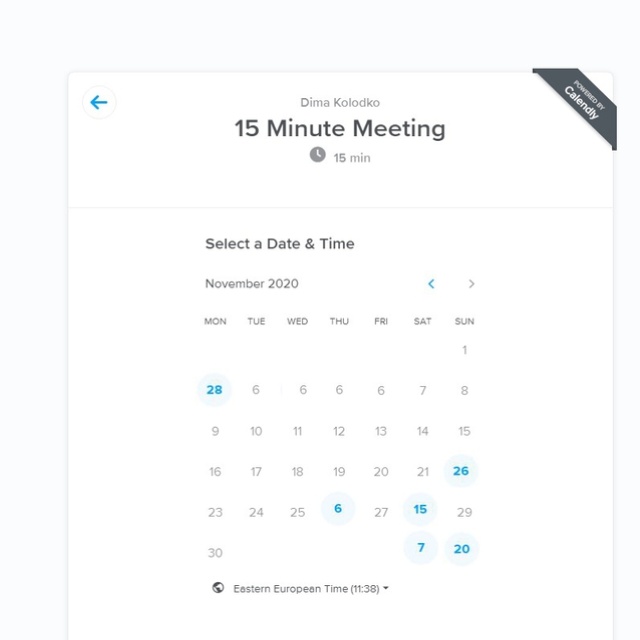 POWERED BY
Calendly
Dima Kolodko
15 Minute Meeting
15 min
Select a Date & Time
November 2020
MON TUE WED THU FRI SAT SUN
1
28 6 6 6 6 7 8
9 10 11 12 13 14 15
16 17 18 19 20 21 26
23 24 25 6 27 15 29
30 7 20
Eastern European Time (11:38)